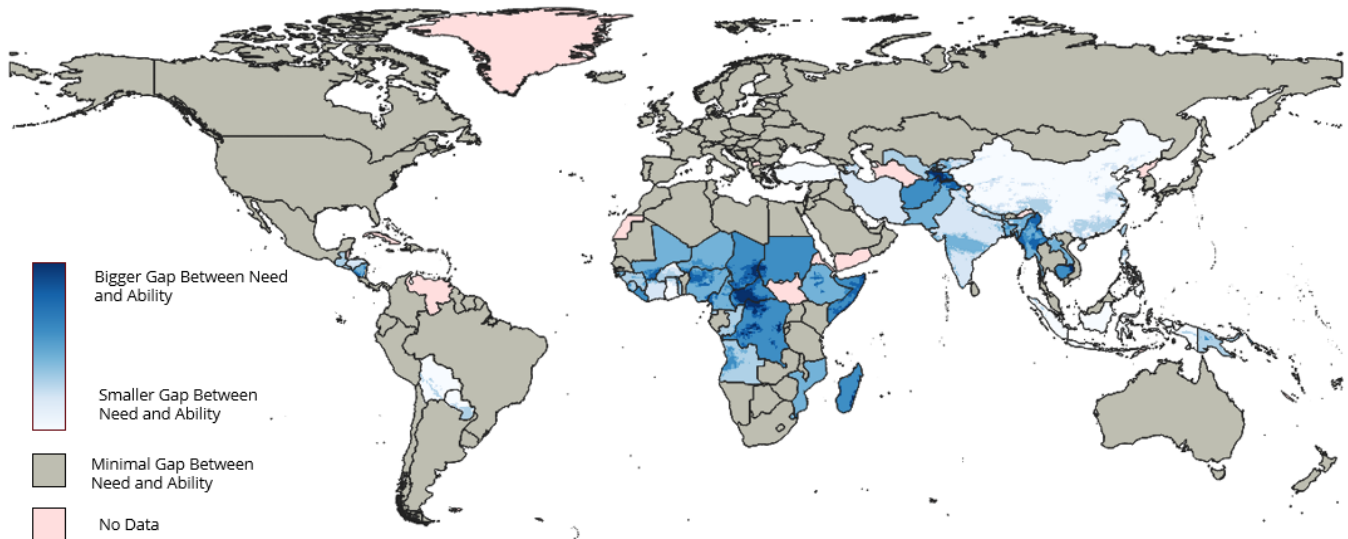 Bigger Gap Between Need
and Ability
Smaller Gap Between
Need and Ability
Minimal Gap Between
Need and Ability
No Data